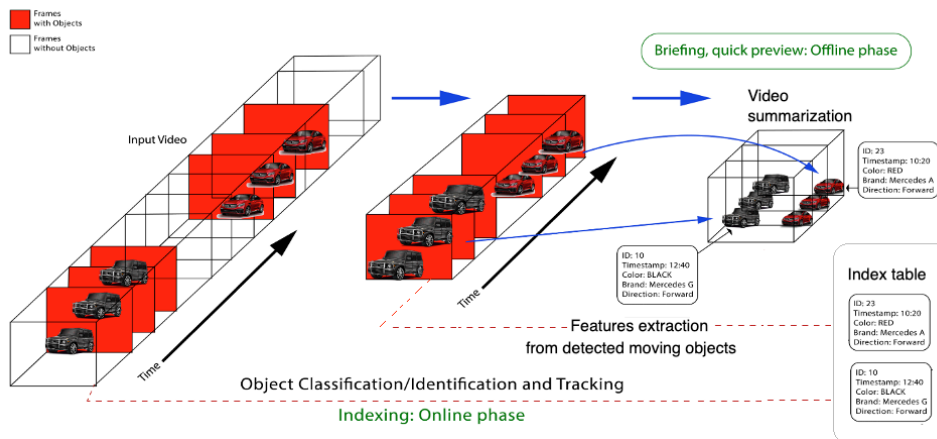 Frames
with Objects
Frames
without Objects
Briefing, quick preview: Offline phase
Input Video
Video
summarization
ID: 23
Timestamp: 10:20
Color: RED
Brand: Mercedes A
Direction: Forward
ID: 10
Timestamp: 12:40
Color: BLACK
Brand: Mercedes G
Direction: Forward
Time
Time
Index table
ID: 23
Timestamp: 10:20
Color: RED
Brand: Mercedes A
Direction: Forward
ID: 10
Timestamp: 12:40
Color: BLACK
Brand: Mercedes G
Direction: Forward
Features extraction
from detected moving objects
Object Classification/Identification and Tracking
Indexing: Online phase